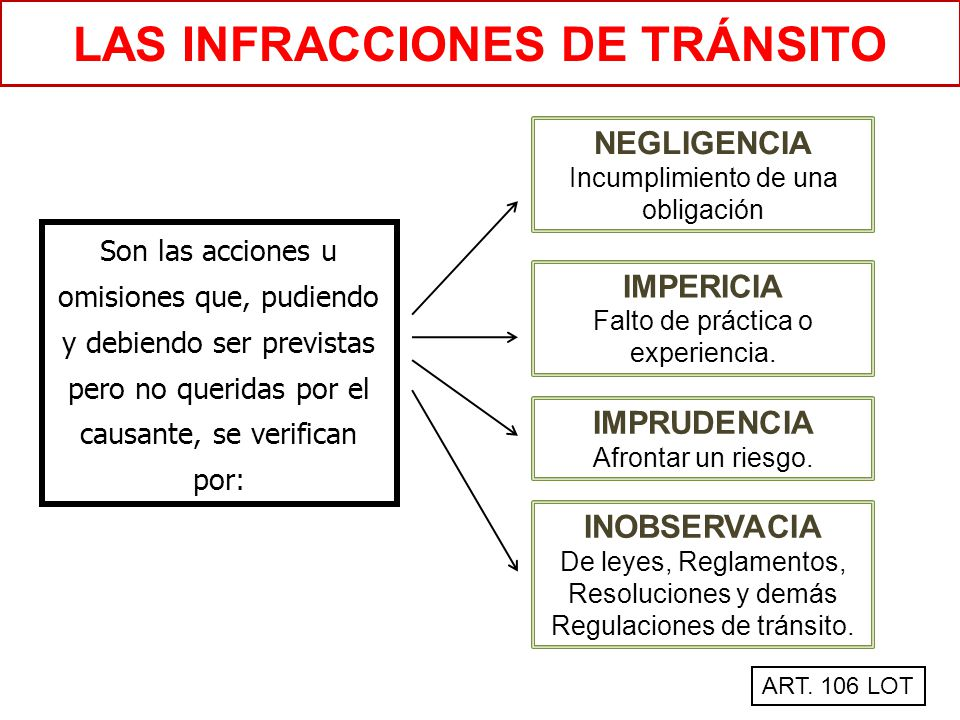 LAS INFRACCIONES DE TRÁNSITO
Son las acciones u
omisiones que, pudiendo
y debiendo ser previstas
pero no queridas por el
causante, se verifican
por:
NEGLIGENCIA
Incumplimiento de una
obligación
IMPERICIA
Falto de práctica o
experiencia.
IMPRUDENCIA
Afrontar un riesgo.
INOBSERVACIA
De leyes, Reglamentos,
Resoluciones y demás
Regulaciones de tránsito.
ART. 106 LOT